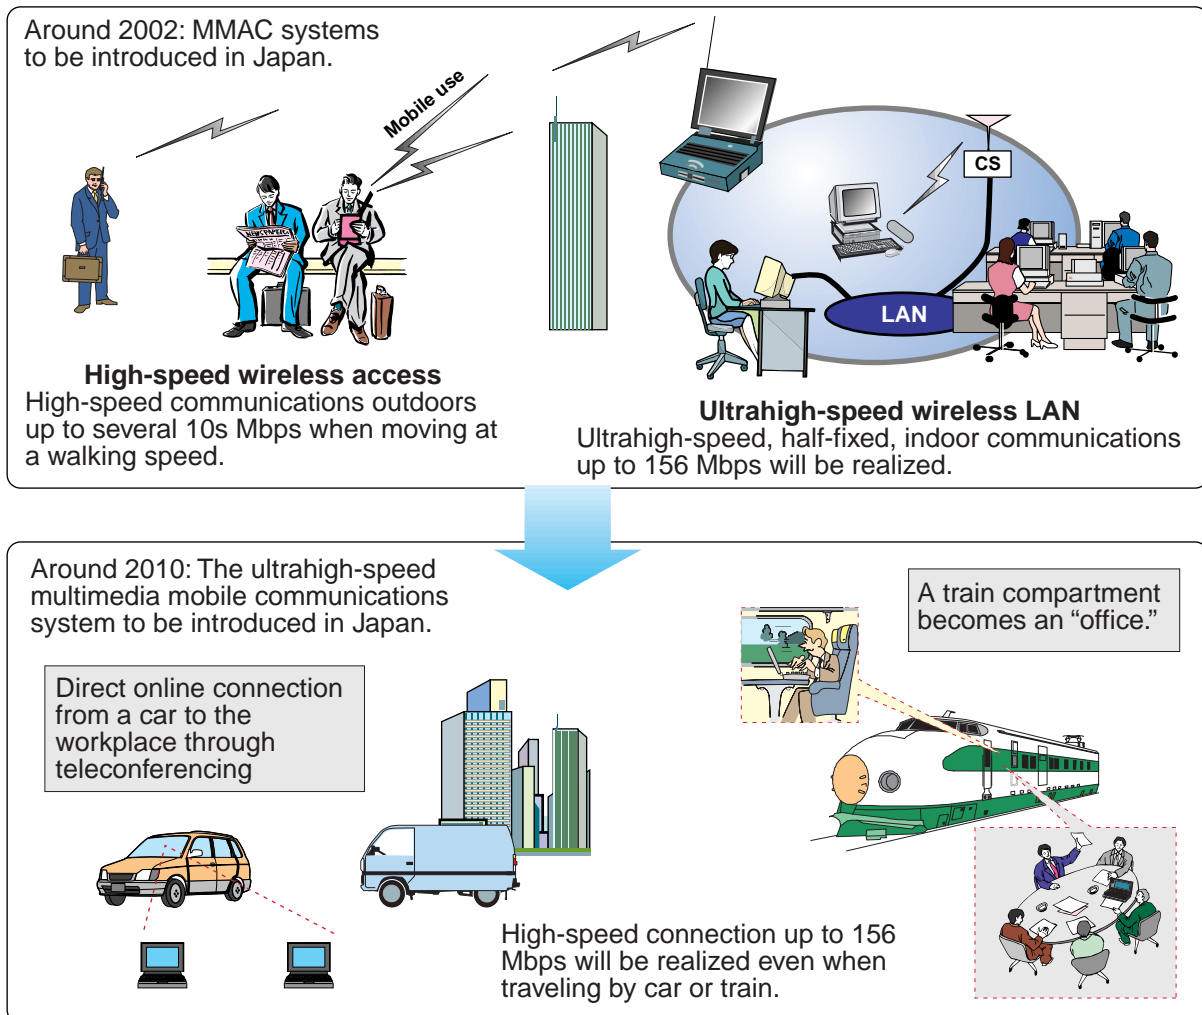 Around 2002: MMAC systems
to be introduced in Japan.
Mobile use
NEWSPAPER
CS
LAN
High-speed wireless access
High-speed communications outdoors
up to several 10s Mbps when moving at
a walking speed.
Ultrahigh-speed wireless LAN
Ultrahigh-speed, half-fixed, indoor communications
up to 156 Mbps will be realized.
Around 2010: The ultrahigh-speed
multimedia mobile communications
system to be introduced in Japan.
A train compartment
becomes an “office.”
Direct online connection
from a car to the
workplace through
teleconferencing
High-speed connection up to 156
Mbps will be realized even when
traveling by car or train.